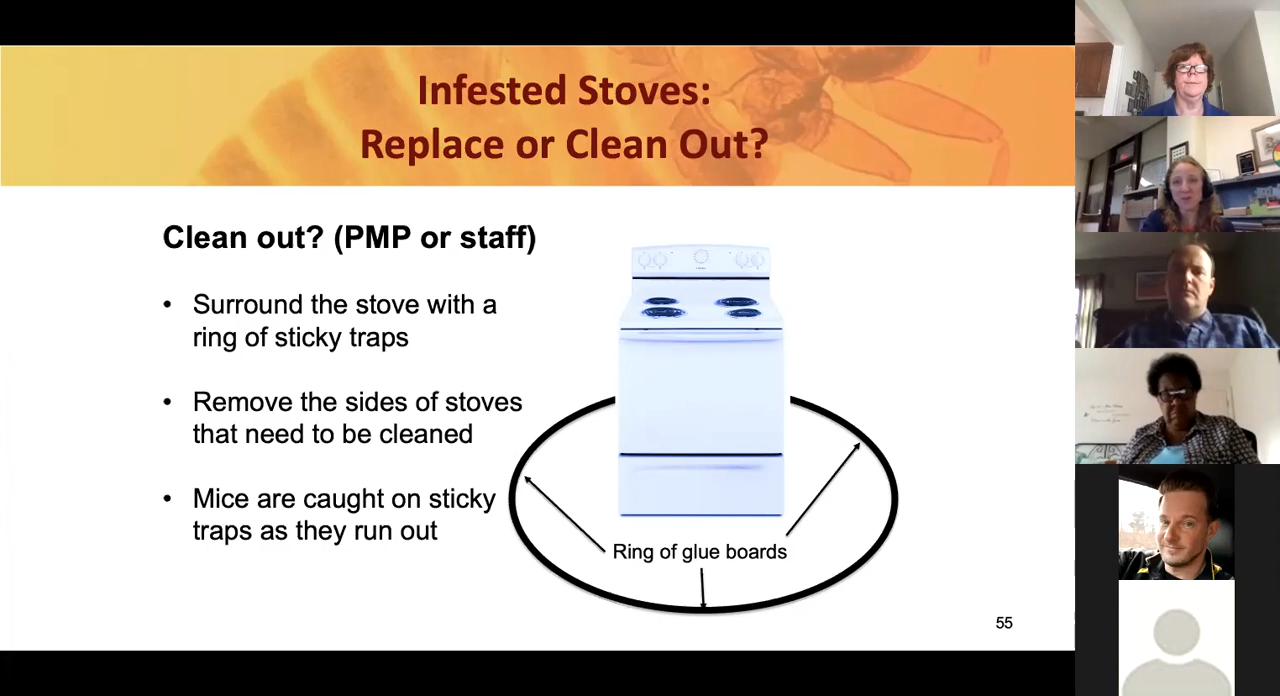 Infested Stoves:
Replace or Clean Out?
Clean out? (PMP or staff)
• Surround the stove with a
ring of sticky traps
• Remove the sides of stoves
that need to be cleaned
• Mice are caught on sticky
traps as they run out
Ring of glue boards
55